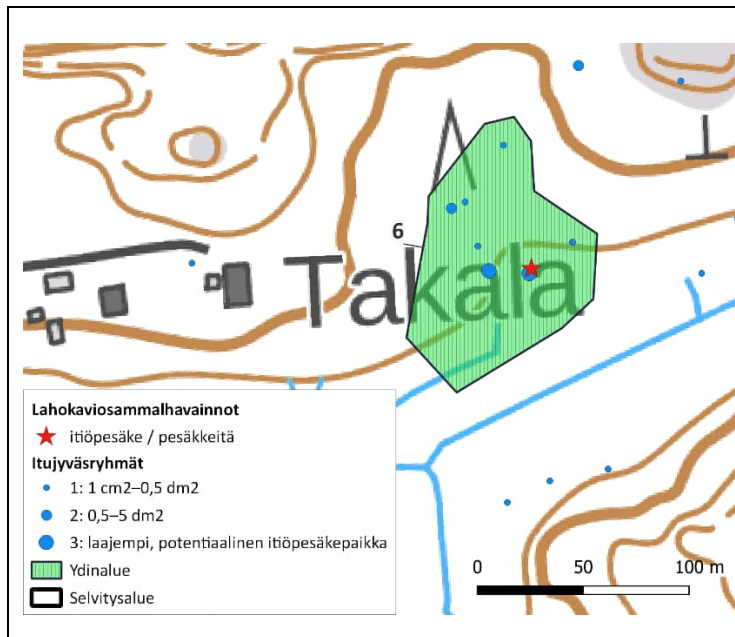 6
Takala
Lahokaviosammalhavainnot
itiöpesäke / pesäkkeitä
Itujyväsryhmät
1: 1 cm2–0,5 dm2
2: 0,5–5 dm2
3: laajempi, potentiaalinen itiöpesäkepaikka
Ydinalue
Selvitysalue
0 50 100 m